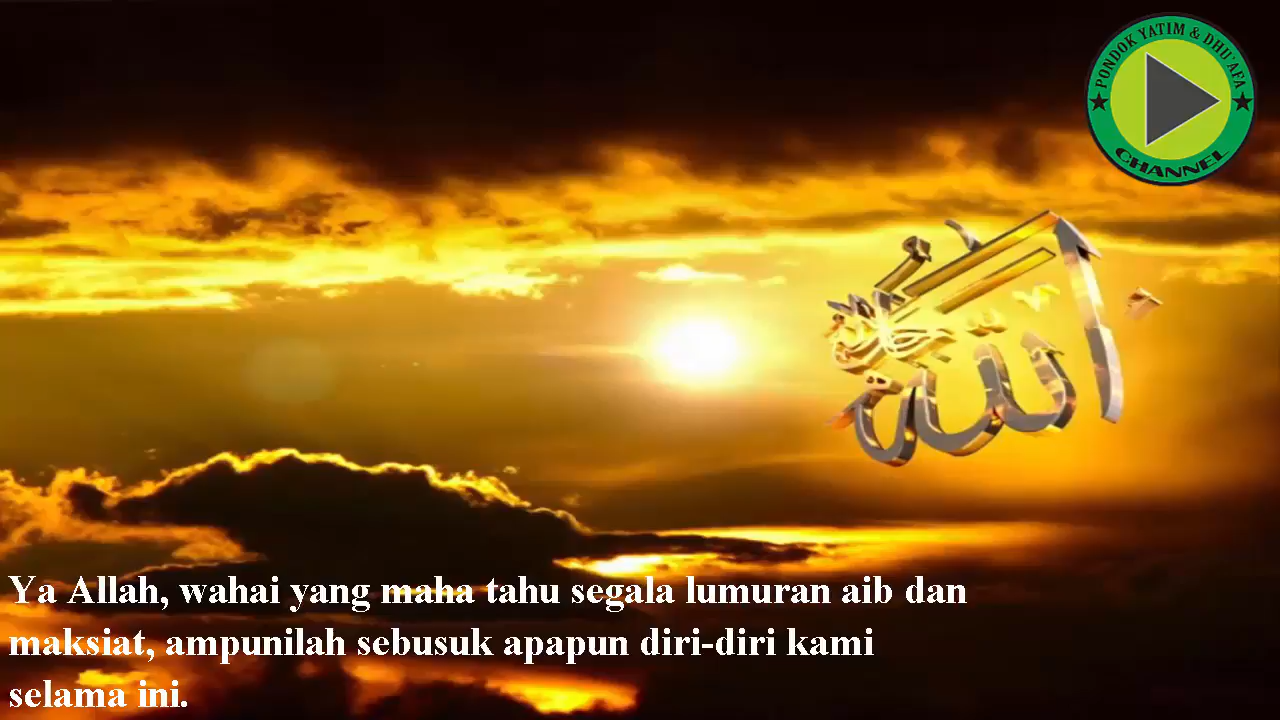 PONDOK YATIM & DHU'AFA
CHANNEL
الله
Ya Allah, wahai yang maha tahu segala lumuran aib dan
maksiat, ampunilah sebusuk apapun diri-diri kami
selama ini.